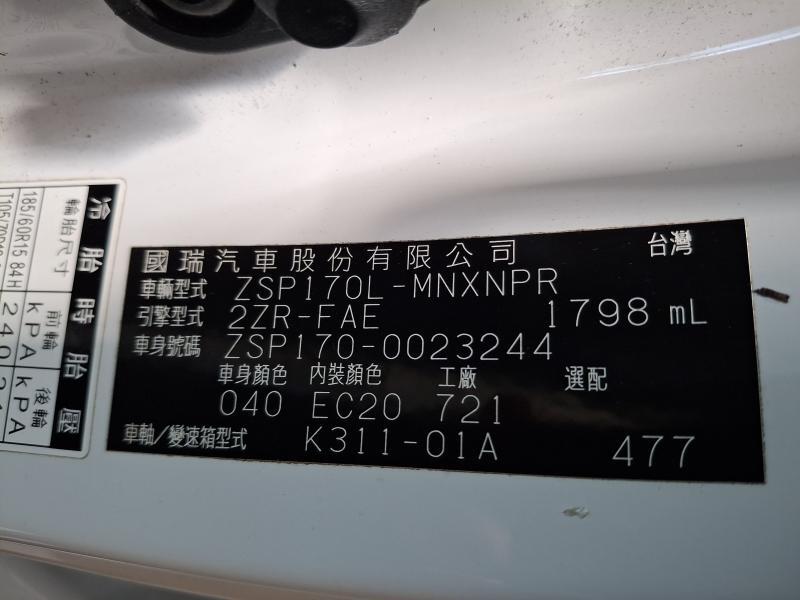 國瑞汽車股份有限公司 台灣
車輛型式 ZSP170L-MNXNPR
引擎型式 2ZR-FAE 1798 mL
車身號碼 ZSP170-0023244
車身顏色 內裝顏色 工廠 選配
040 EC20 721
車軸/變速箱型式 K311-01A 477
冷胎時胎壓
輪胎尺寸 前輪 後輪
kPA kPA
185/60R15 84H 240